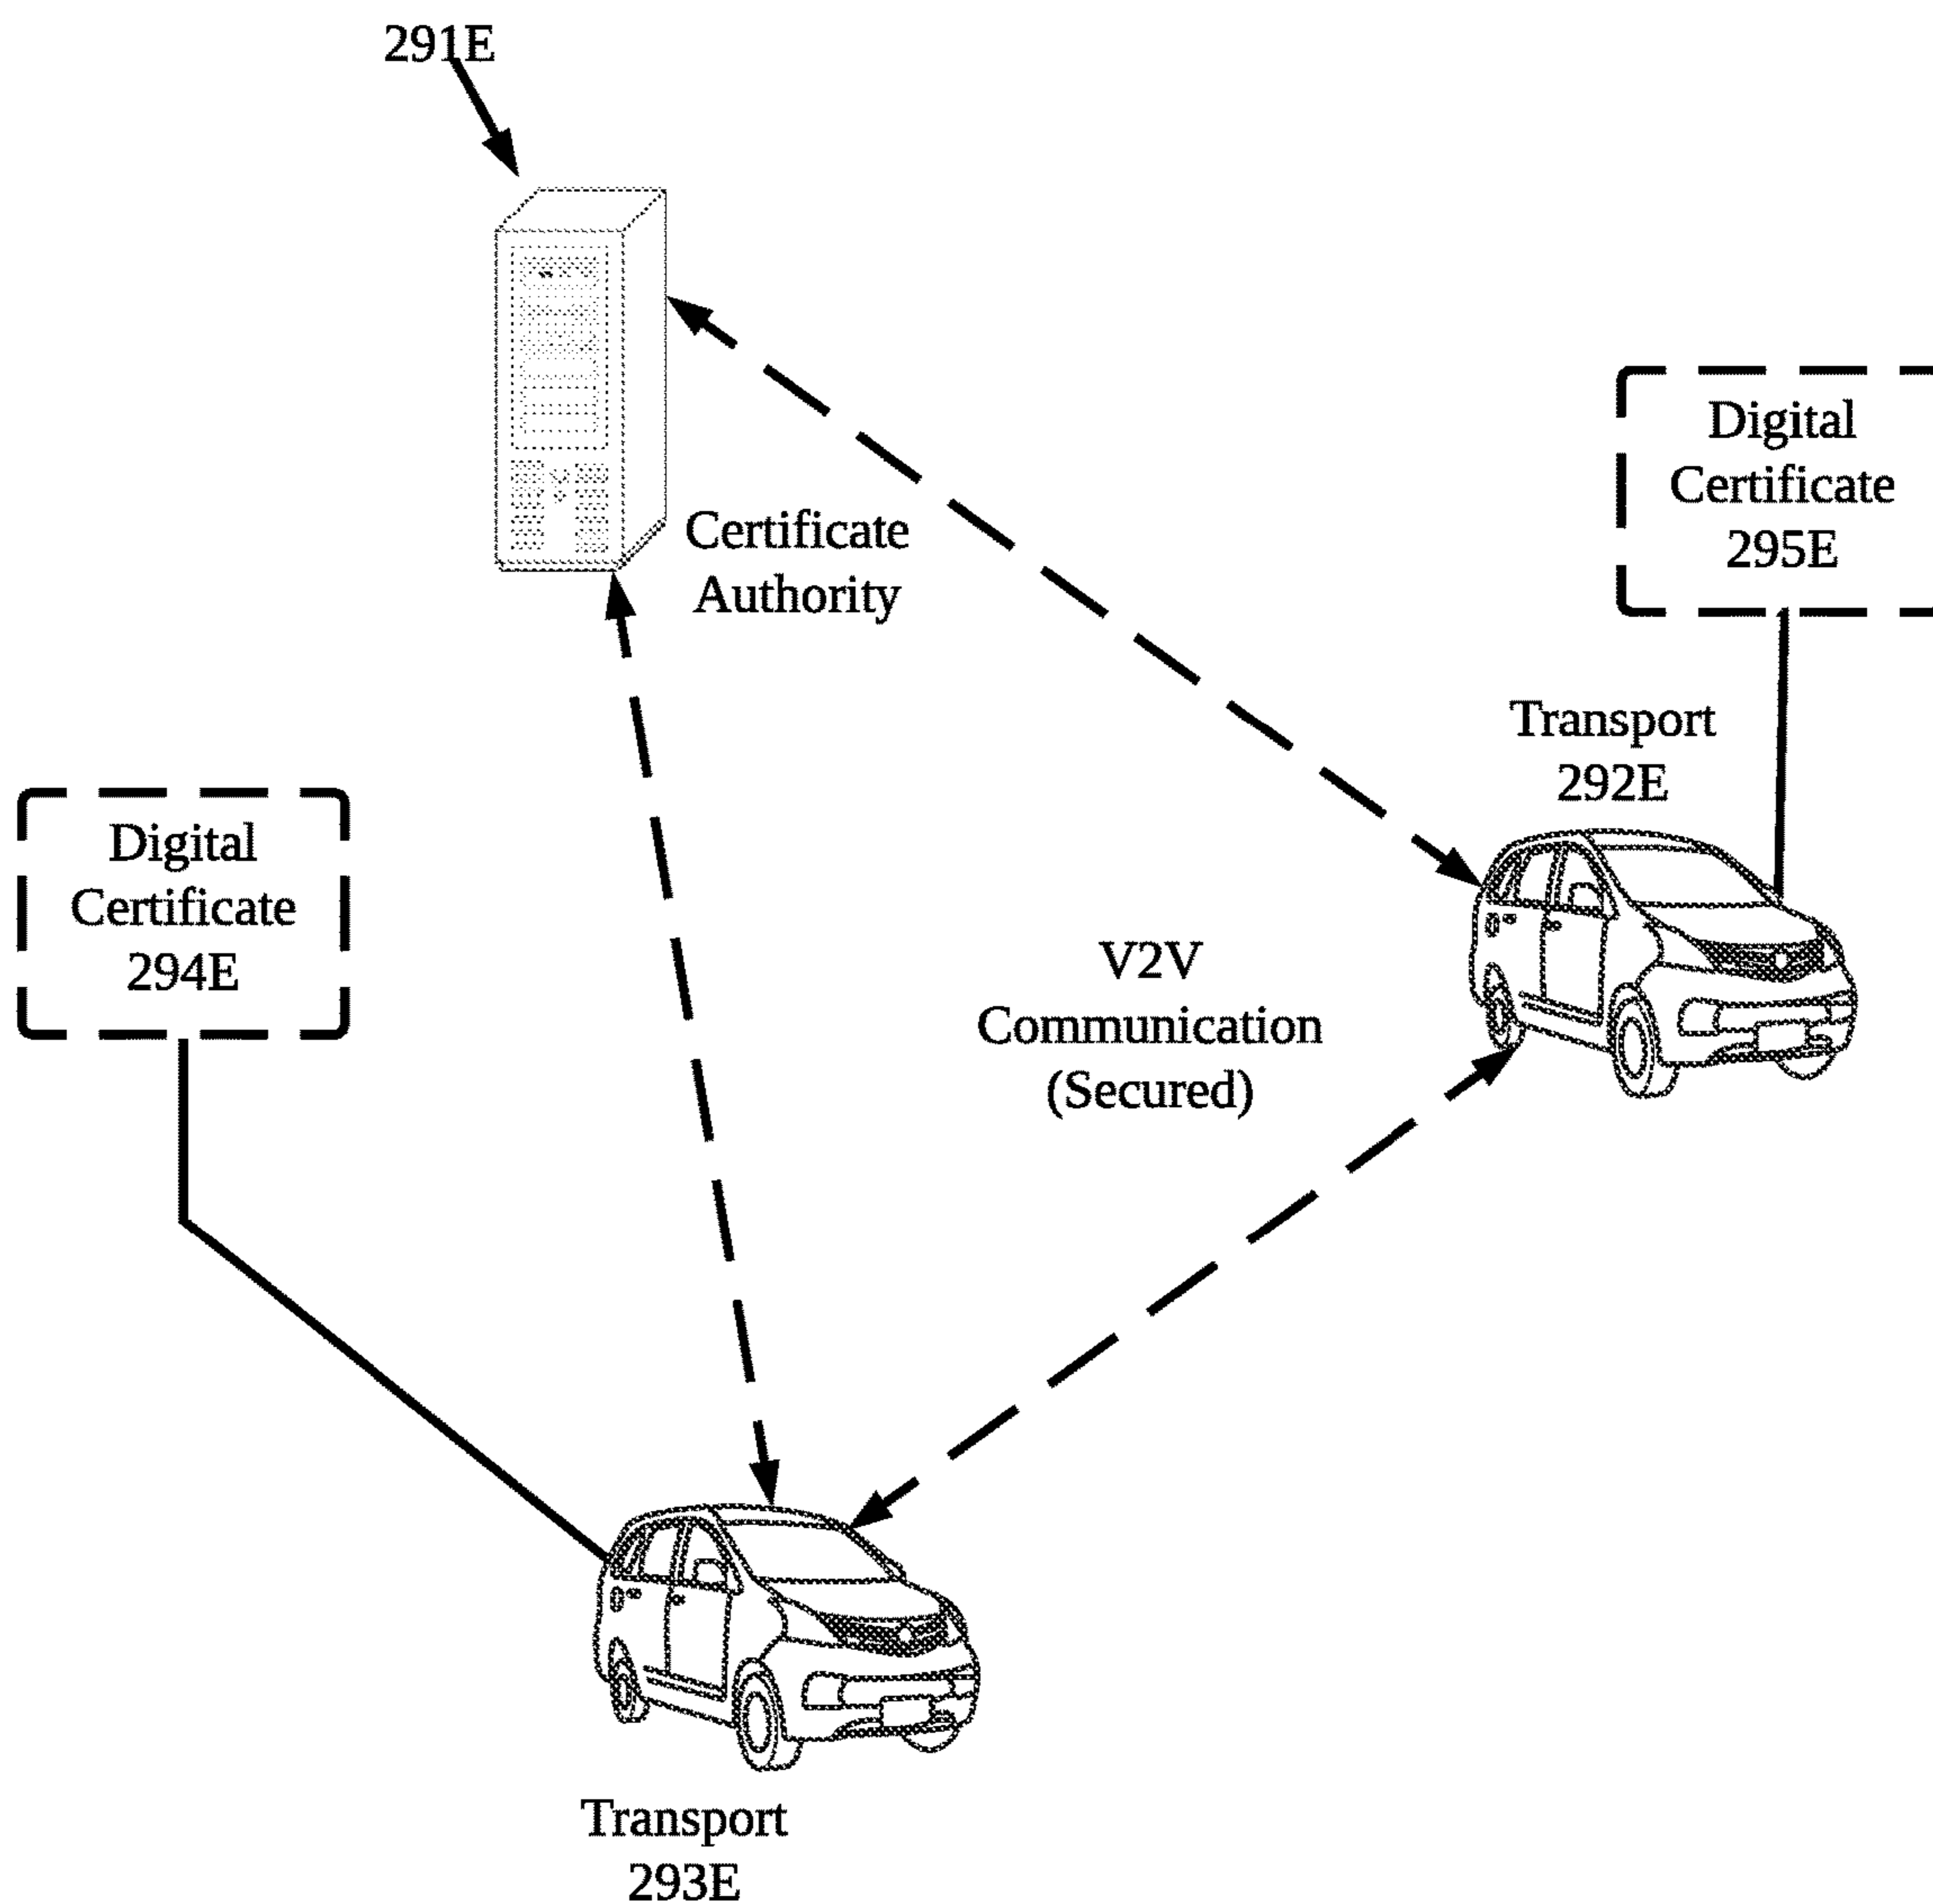 291E
Certificate
Authority
Digital
Certificate
295E
Transport
292E
Digital
Certificate
294E
V2V
Communication
(Secured)
Transport
293E